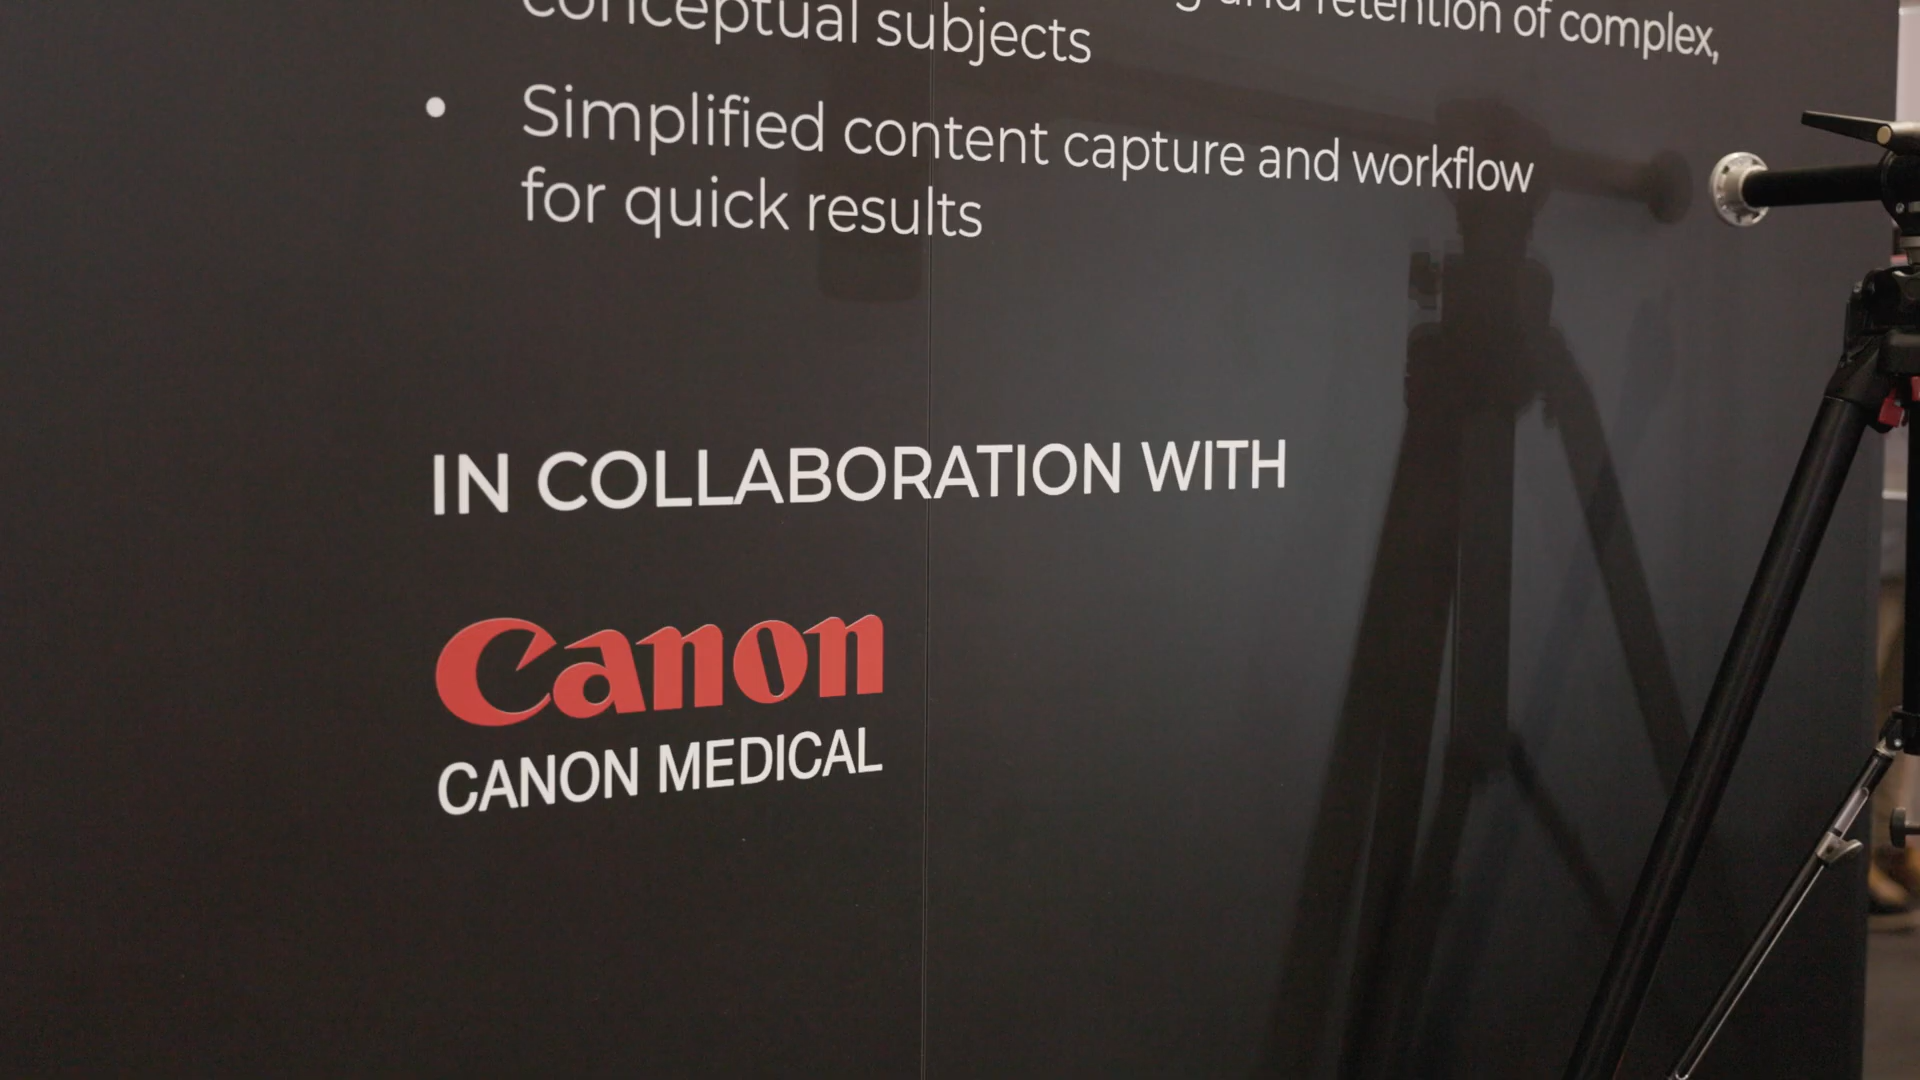 and retention of complex,
conceptual subjects
• Simplified content capture and workflow
for quick results
IN COLLABORATION WITH
Canon
CANON MEDICAL